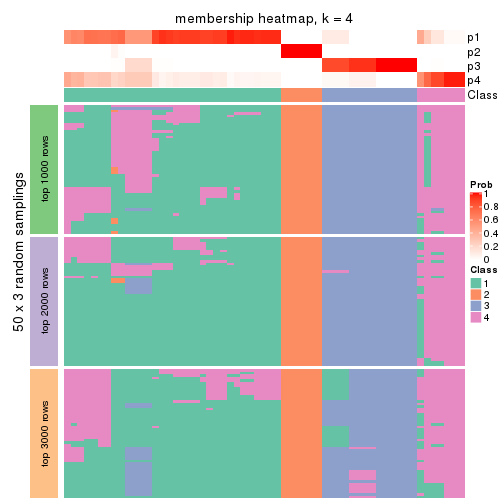 membership heatmap, k = 4
p1
p2
p3
p4
Class
50 x 3 random samplings
top 1000 rows
top 2000 rows
top 3000 rows
Prob
1
0.8
0.6
0.4
0.2
0
Class
1
2
3
4